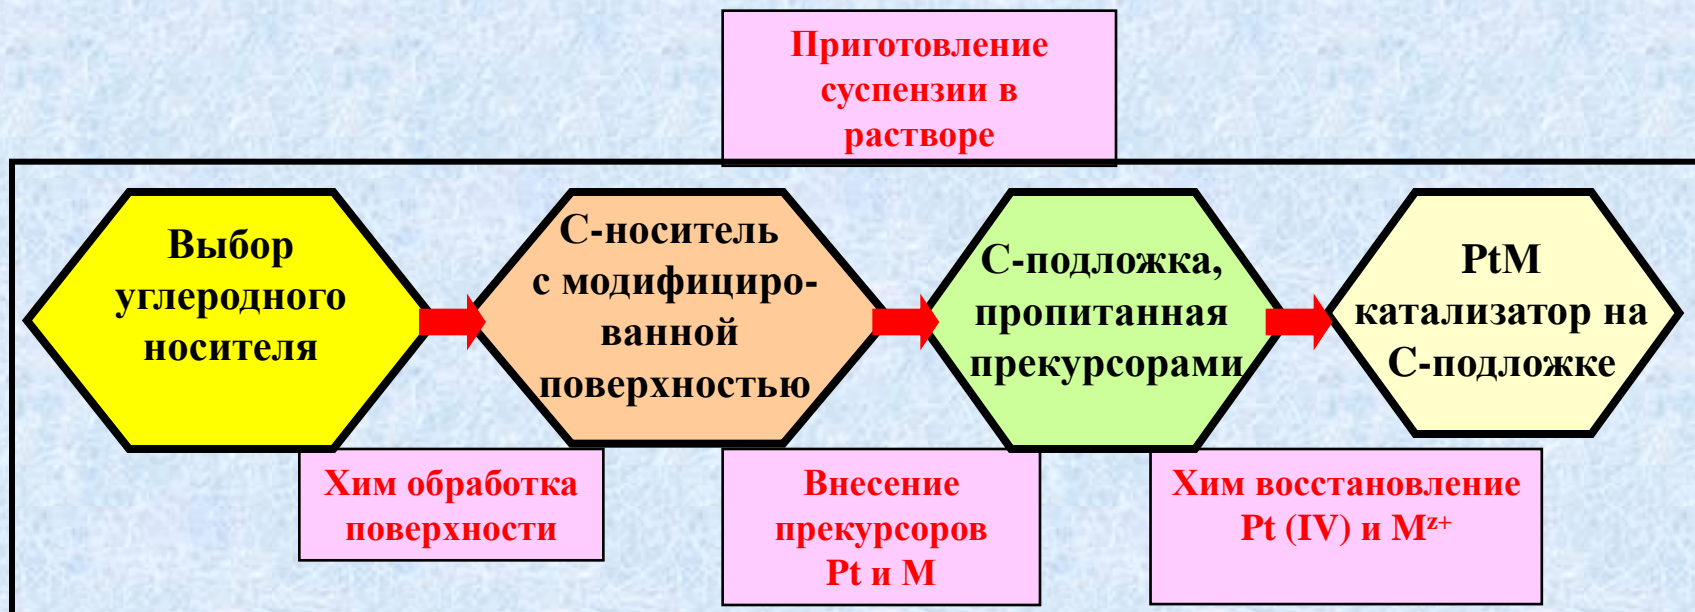 Приготовление
суспензии в
растворе
Выбор
углеродного
носителя
С-носитель
с модифициро-
ванной
поверхностью
С-подложка,
пропитанная
прекурсорами
PtM
катализатор на
С-подложке
Хим обработка
поверхности
Внесение
прекурсоров
Pt и M
Хим восстановление
Pt (IV) и Mᶻ⁺